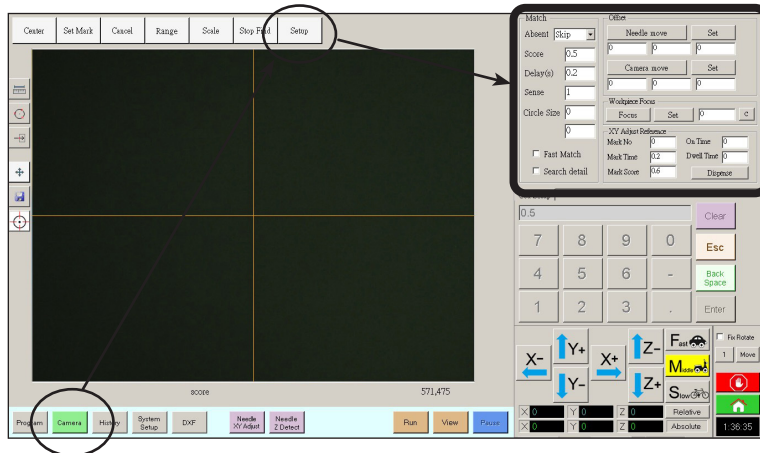 Center Set Mark Cancel Range Scale Stop Find Setup
Match
Absent Skip
Score 0.5
Delay(s) 0.2
Sense 1
Circle Size 0
0
Fast Match
Search detail
Offset
Needle move Set
0 0 0
Camera move Set
0 0 0
Workpiece Focus
Focus Set 0 c
XY Adjust Reference
Mark No 0 On Time 0
Mark Time 0.2 Dwell Time 0
Mark Score 0.6 Dispense
0.5 Clear
7 8 9 0 Esc
4 5 6 - Back Space
1 2 3 . Enter
score 571,475
X- Y+ Y- X+ Z- Z+
Fast
Middle
Slow
Fix Rotate
1 Move
X 0 Y 0 Z 0 Relative
X 0 Y 0 Z 0 Absolute
1:36:35
Program Camera History System Setup DXF Needle XY Adjust Needle Z Detect Run View Pause